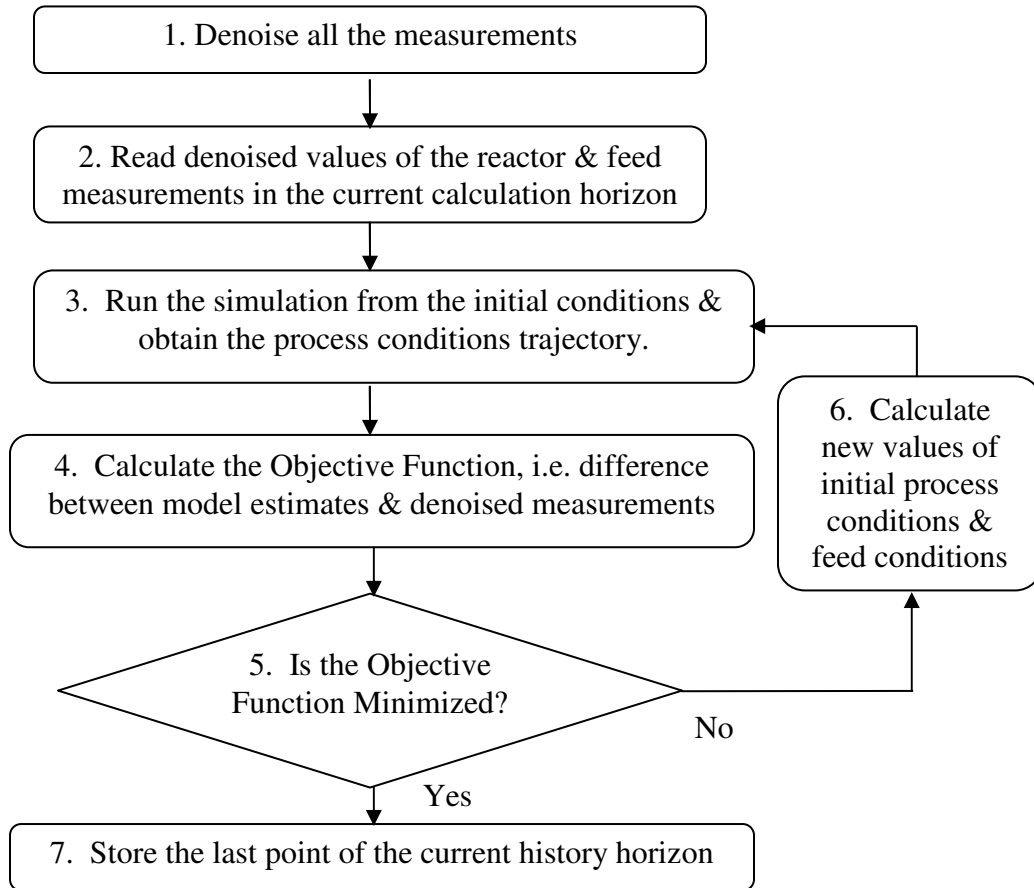 1. Denoise all the measurements
2. Read denoised values of the reactor & feed
measurements in the current calculation horizon
3. Run the simulation from the initial conditions &
obtain the process conditions trajectory.
4. Calculate the Objective Function, i.e. difference
between model estimates & denoised measurements
5. Is the Objective
Function Minimized?
No
6. Calculate
new values of
initial process
conditions &
feed conditions
Yes
7. Store the last point of the current history horizon